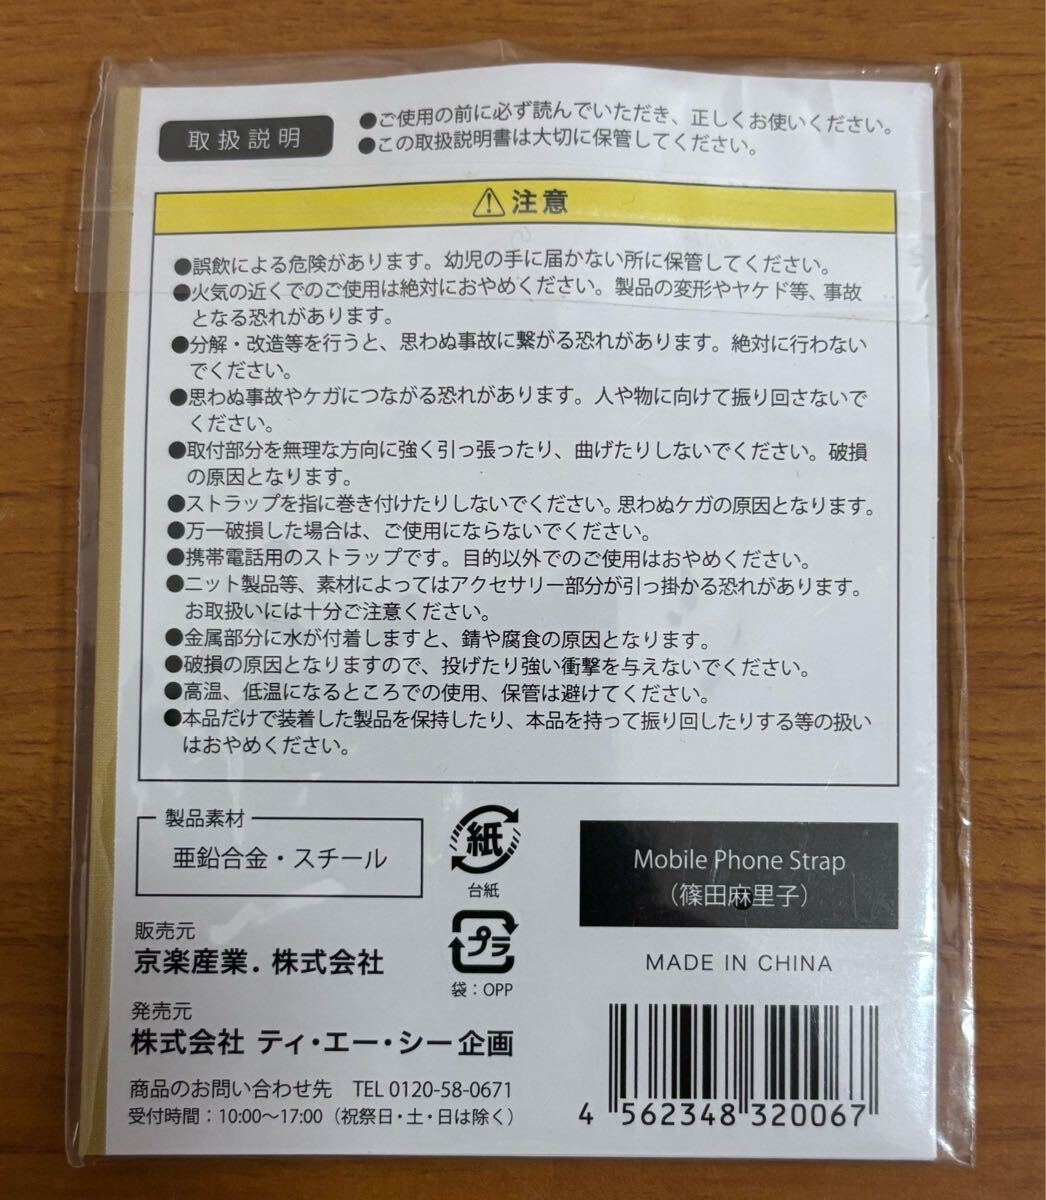 取扱説明
●ご使用の前に必ず読んでいただき、正しくお使いください。
●この取扱説明書は大切に保管してください。
注意
●誤飲による危険があります。幼児の手に届かない所に保管してください。
●火気の近くでのご使用は絶対におやめください。製品の変形やヤケド等、事故
となる恐れがあります。
●分解・改造等を行うと、思わぬ事故に繋がる恐れがあります。絶対に行わない
でください。
●思わぬ事故やケガにつながる恐れがあります。人や物に向けて振り回さないで
ください。
●取付部分を無理な方向に強く引っ張ったり、曲げたりしないでください。破損
の原因となります。
●ストラップを指に巻き付けたりしないでください。思わぬケガの原因となります。
●万一破損した場合は、ご使用にならないでください。
●携帯電話用のストラップです。目的以外でのご使用はおやめください。
●ニット製品等、素材によってはアクセサリー部分が引っ掛かる恐れがあります。
お取扱いには十分ご注意ください。
●金属部分に水が付着しますと、錆や腐食の原因となります。
●破損の原因となりますので、投げたり強い衝撃を与えないでください。
●高温、低温になるところでの使用、保管は避けてください。
●本品だけで装着した製品を保持したり、本品を持って振り回したりする等の扱い
はおやめください。
製品素材
亜鉛合金・スチール
紙
台紙
プラ
袋：OPP
販売元
京楽産業. 株式会社
発売元
株式会社 ティ・エー・シー企画
商品のお問い合わせ先 TEL 0120-58-0671
受付時間：10:00～17:00（祝祭日・土・日は除く）
Mobile Phone Strap
（篠田麻里子）
MADE IN CHINA
4 562348 320067